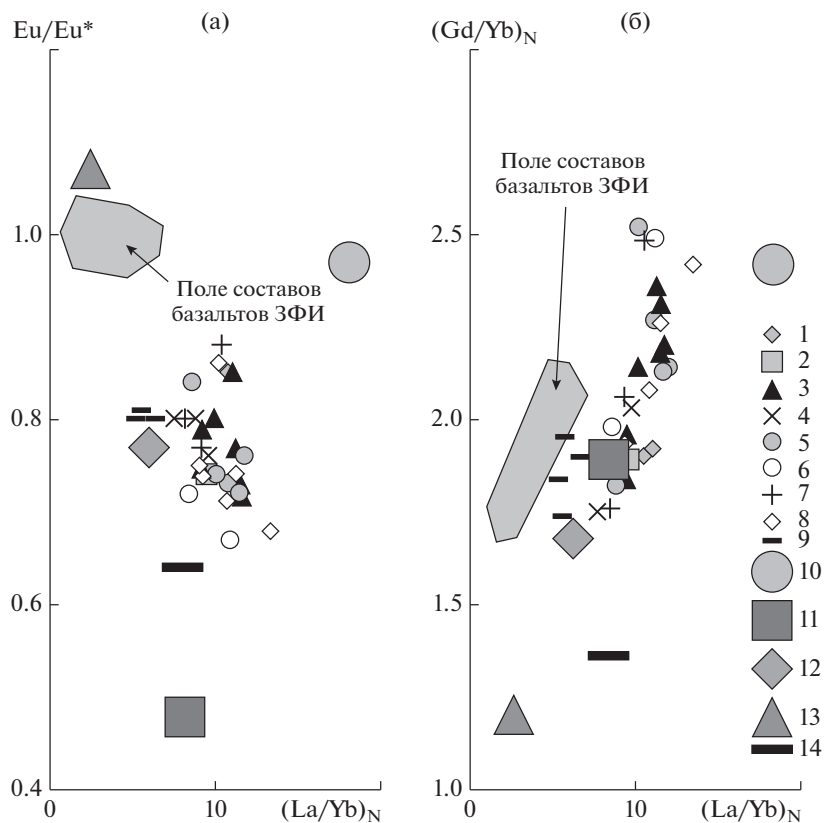 (а)
Eu/Eu*
1.0
0.8
0.6
0.4
0
10
(La/Yb)N
Поле составов
базальтов ЗФИ
(б)
(Gd/Yb)N
2.5
2.0
1.5
1.0
0
10
(La/Yb)N
Поле составов
базальтов ЗФИ
1
2
3
4
5
6
7
8
9
10
11
12
13
14